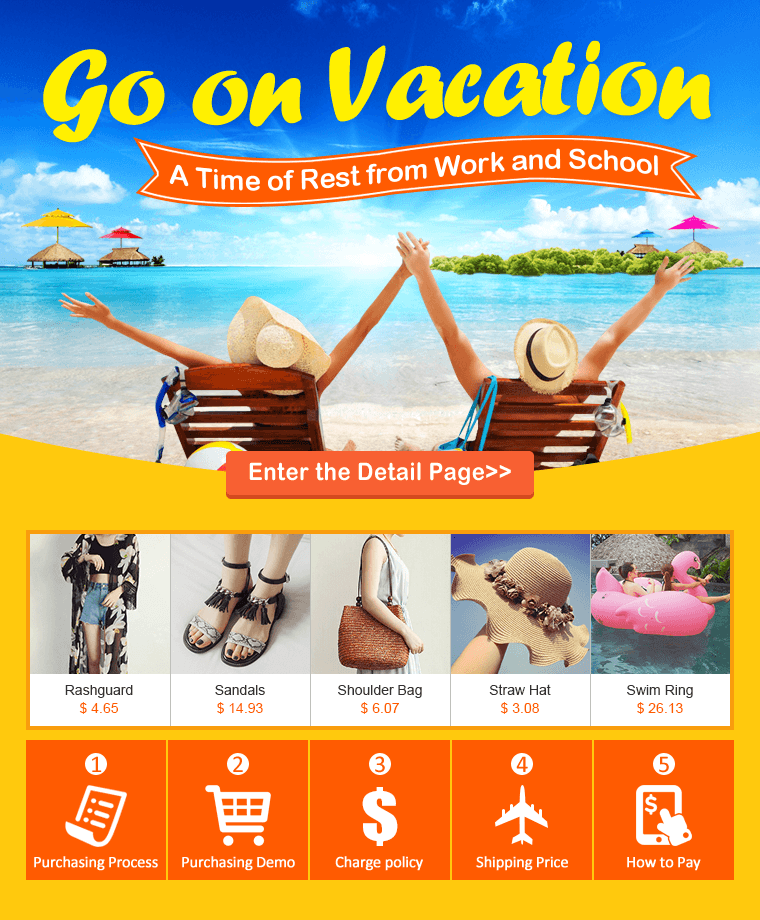 Go on Vacation
A Time of Rest from Work and School
Enter the Detail Page>>
Rashguard
$ 4.65
Sandals
$ 14.93
Shoulder Bag
$ 6.07
Straw Hat
$ 3.08
Swim Ring
$ 26.13
1
Purchasing Process
2
Purchasing Demo
3
$
Charge policy
4
Shipping Price
5
$
How to Pay